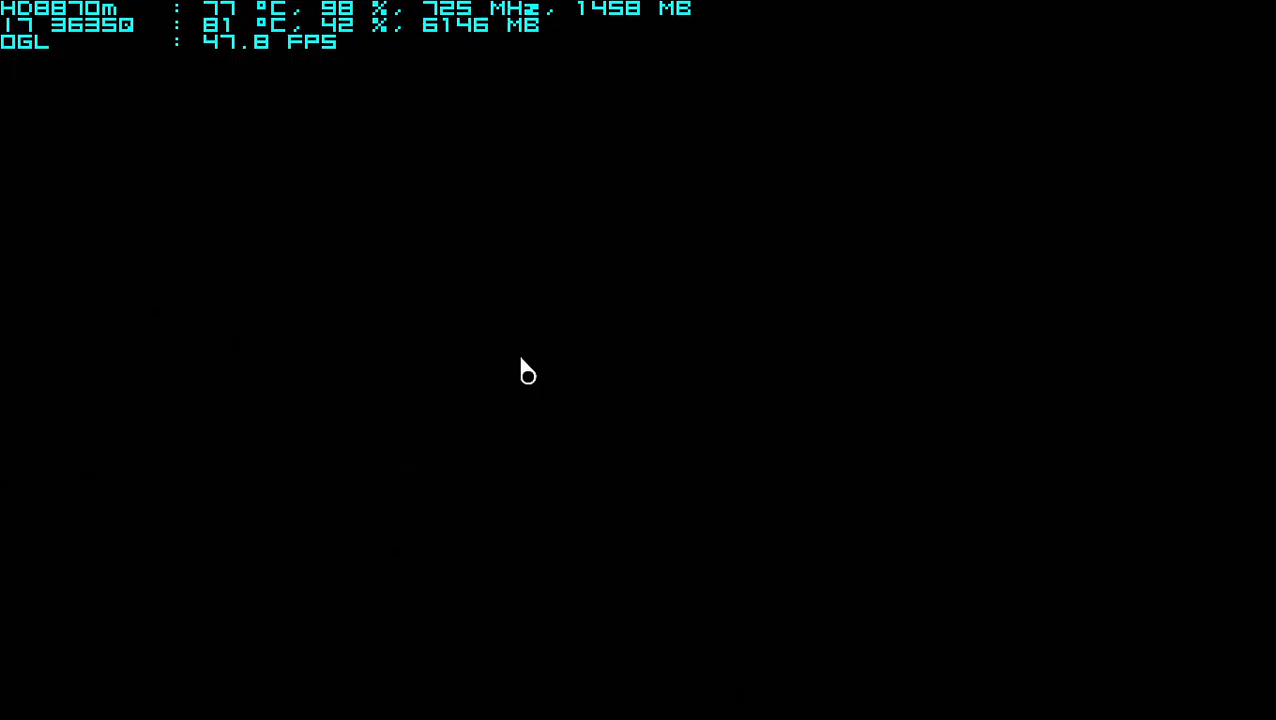 HD8870m : 77 °C, 98 %, 725 MHz, 1458 MB
I7 3635Q : 81 °C, 42 %, 6146 MB
OGL : 47.8 FPS